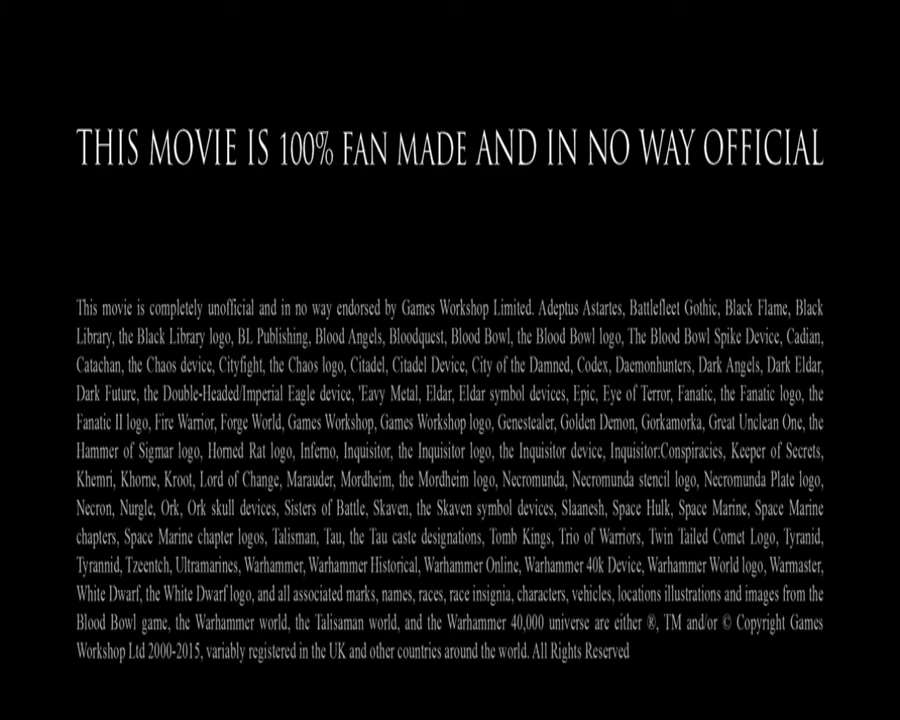 THIS MOVIE IS 100% FAN MADE AND IN NO WAY OFFICIAL
This movie is completely unofficial and in no way endorsed by Games Workshop Limited. Adeptus Astartes, Battlefleet Gothic, Black Flame, Black
Library, the Black Library logo, BL Publishing, Blood Angels, Bloodquest, Blood Bowl, the Blood Bowl logo, The Blood Bowl Spike Device, Cadian,
Catachan, the Chaos device, Cityfight, the Chaos logo, Citadel, Citadel Device, City of the Damned, Codex, Daemonhunters, Dark Angels, Dark Eldar,
Dark Future, the Double-Headed/Imperial Eagle device, 'Eavy Metal, Eldar, Eldar symbol devices, Epic, Eye of Terror, Fanatic, the Fanatic logo, the
Fanatic II logo, Fire Warrior, Forge World, Games Workshop, Games Workshop logo, Genestealer, Golden Demon, Gorkamorka, Great Unclean One, the
Hammer of Sigmar logo, Horned Rat logo, Inferno, Inquisitor, the Inquisitor logo, the Inquisitor device, Inquisitor:Conspiracies, Keeper of Secrets,
Khemri, Khorne, Kroot, Lord of Change, Marauder, Mordheim, the Mordheim logo, Necromunda, Necromunda stencil logo, Necromunda Plate logo,
Necron, Nurgle, Ork, Ork skull devices, Sisters of Battle, Skaven, the Skaven symbol devices, Slaanesh, Space Hulk, Space Marine, Space Marine
chapters, Space Marine chapter logos, Talisman, Tau, the Tau caste designations, Tomb Kings, Trio of Warriors, Twin Tailed Comet Logo, Tyranid,
Tyrannid, Tzeentch, Ultramarines, Warhammer, Warhammer Historical, Warhammer Online, Warhammer 40k Device, Warhammer World logo, Warmaster,
White Dwarf, the White Dwarf logo, and all associated marks, names, races, race insignia, characters, vehicles, locations illustrations and images from the
Blood Bowl game, the Warhammer world, the Talisaman world, and the Warhammer 40,000 universe are either ®, TM and/or © Copyright Games
Workshop Ltd 2000-2015, variably registered in the UK and other countries around the world. All Rights Reserved